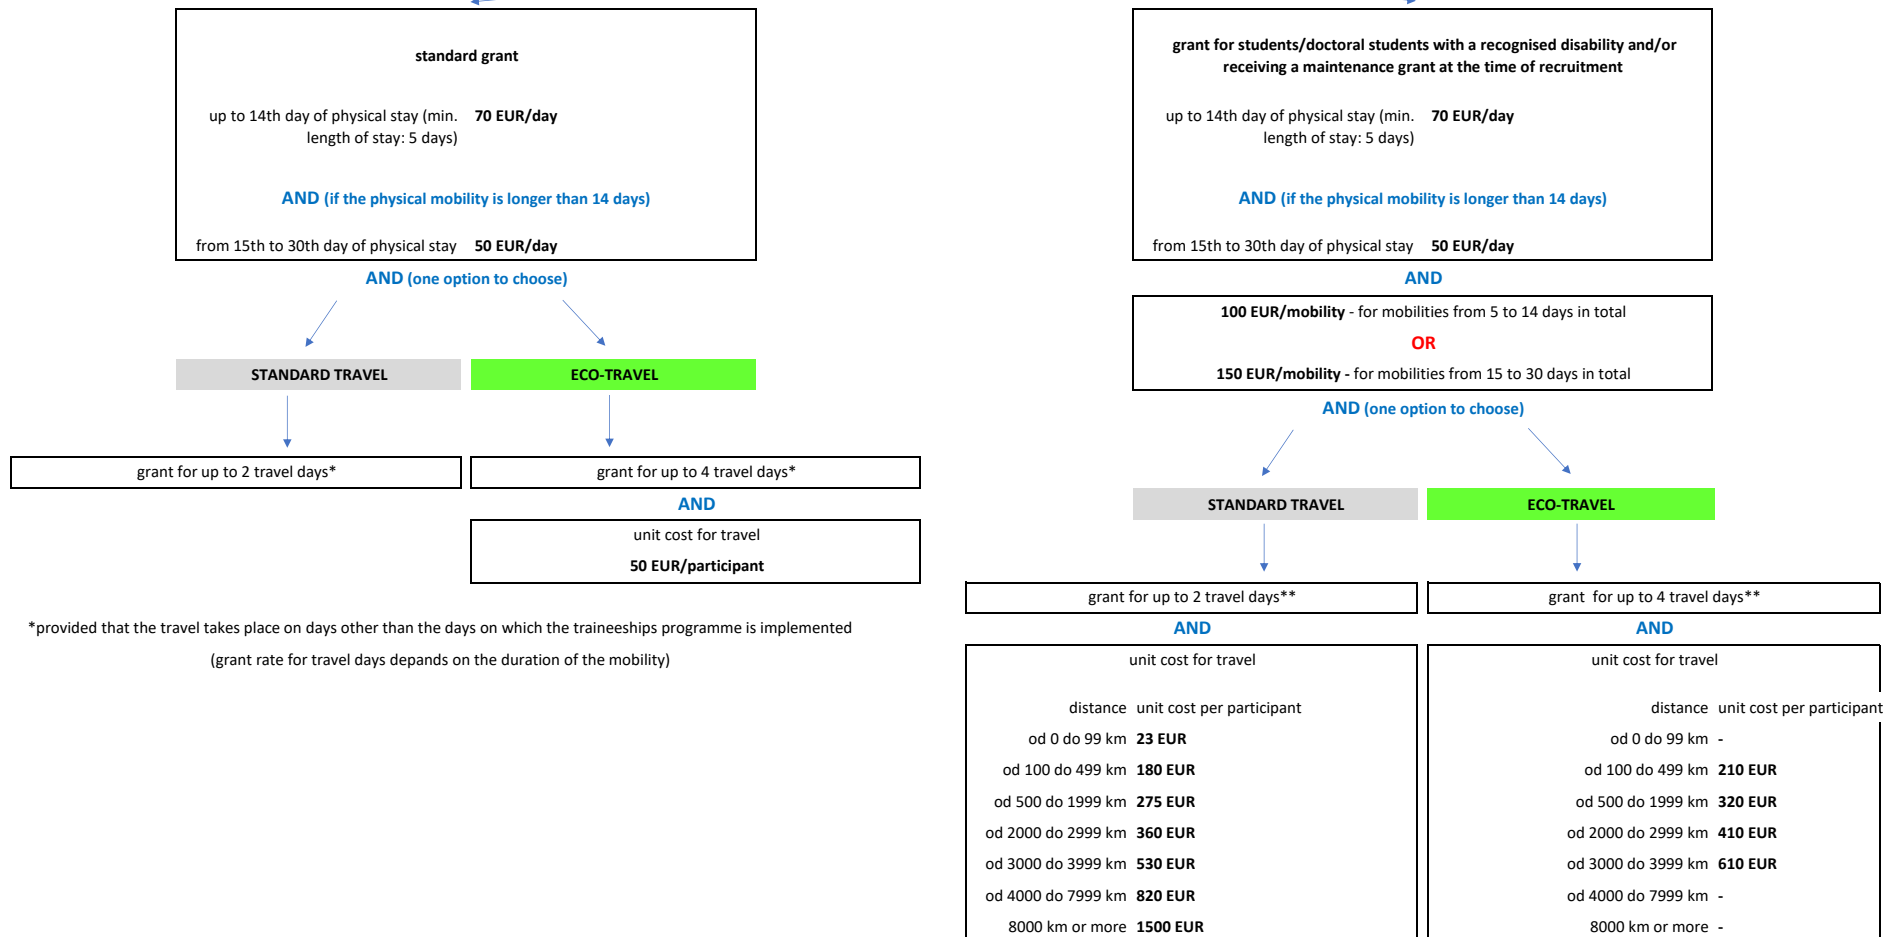 standard grant
up to 14th day of physical stay (min. 70 EUR/day
length of stay: 5 days)
AND (if the physical mobility is longer than 14 days)
from 15th to 30th day of physical stay 50 EUR/day
AND (one option to choose)
STANDARD TRAVEL
ECO-TRAVEL
grant for up to 2 travel days*
grant for up to 4 travel days*
AND
unit cost for travel
50 EUR/participant
*provided that the travel takes place on days other than the days on which the traineeships programme is implemented
(grant rate for travel days depends on the duration of the mobility)
grant for students/doctoral students with a recognised disability and/or
receiving a maintenance grant at the time of recruitment
up to 14th day of physical stay (min. 70 EUR/day
length of stay: 5 days)
AND (if the physical mobility is longer than 14 days)
from 15th to 30th day of physical stay 50 EUR/day
AND
100 EUR/mobility - for mobilities from 5 to 14 days in total
OR
150 EUR/mobility - for mobilities from 15 to 30 days in total
AND (one option to choose)
STANDARD TRAVEL
ECO-TRAVEL
grant for up to 2 travel days**
AND
unit cost for travel
distance unit cost per participant
od 0 do 99 km 23 EUR
od 100 do 499 km 180 EUR
od 500 do 1999 km 275 EUR
od 2000 do 2999 km 360 EUR
od 3000 do 3999 km 530 EUR
od 4000 do 7999 km 820 EUR
8000 km or more 1500 EUR
grant for up to 4 travel days**
AND
unit cost for travel
distance unit cost per participant
od 0 do 99 km -
od 100 do 499 km 210 EUR
od 500 do 1999 km 320 EUR
od 2000 do 2999 km 410 EUR
od 3000 do 3999 km 610 EUR
od 4000 do 7999 km -
8000 km or more -